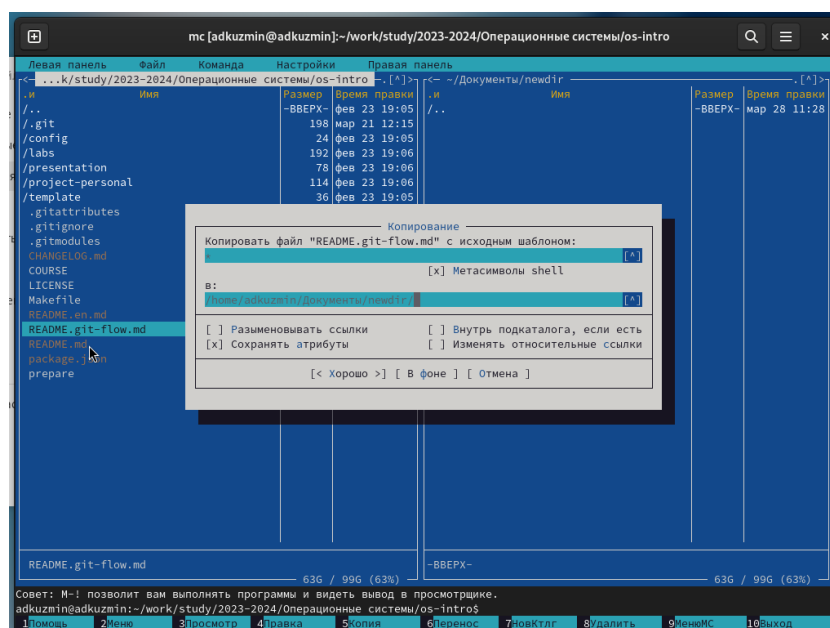 mc [adkuzmin@adkuzmin]:~/work/study/2023-2024/Операционные системы/os-intro
Левая панель Файл Команда Настройки Правая панель
<— ...k/study/2023-2024/Операционные системы/os-intro —.[^]> <— ~/Документы/newdir —.[^]>
.и Имя Размер Время правки .и Имя Размер Время правки
/.. -ВВЕРХ- фев 23 19:05 /.. -ВВЕРХ- мар 28 11:28
/.git 198 мар 21 12:15
/config 24 фев 23 19:05
/labs 192 фев 23 19:06
/presentation 78 фев 23 19:06
/project-personal 114 фев 23 19:06
/template 36 фев 23 19:05
.gitattributes
.gitignore
.gitmodules
CHANGELOG.md
COURSE
LICENSE
Makefile
README.en.md
README.git-flow.md
README.md
package.json
prepare
Копирование
Копировать файл "README.git-flow.md" с исходным шаблоном:
* [^]
[x] Метасимволы shell
в:
/home/adkuzmin/Документы/newdir/ [^]
[ ] Разыменовывать ссылки [ ] Внутрь подкаталога, если есть
[x] Сохранять атрибуты [ ] Изменять относительные ссылки
[< Хорошо >] [ В фоне ] [ Отмена ]
README.git-flow.md -ВВЕРХ-
63G / 99G (63%) 63G / 99G (63%)
Совет: M-! позволит вам выполнять программы и видеть вывод в просмотрщике.
adkuzmin@adkuzmin:~/work/study/2023-2024/Операционные системы/os-intro$
1Помощь 2Меню 3Просмотр 4Правка 5Копия 6Перенос 7НовКтлг 8Удалить 9МенюМС 10Выход